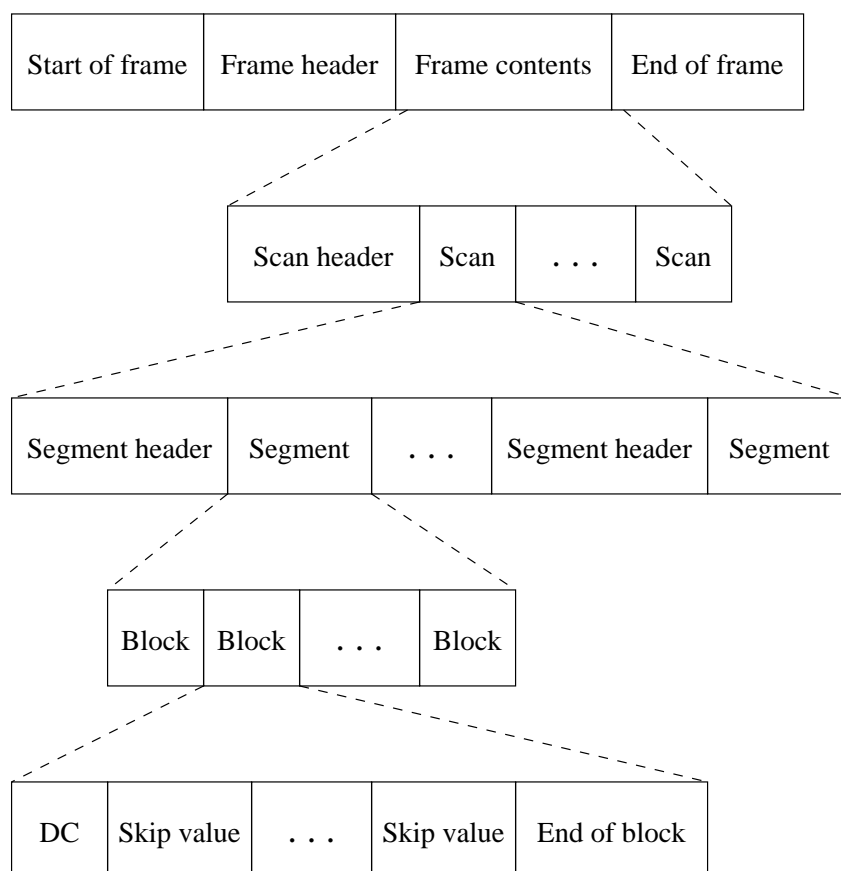 Start of frame Frame header Frame contents End of frame
Scan header Scan . . . Scan
Segment header Segment . . . Segment header Segment
Block Block . . . Block
DC Skip value . . . Skip value End of block